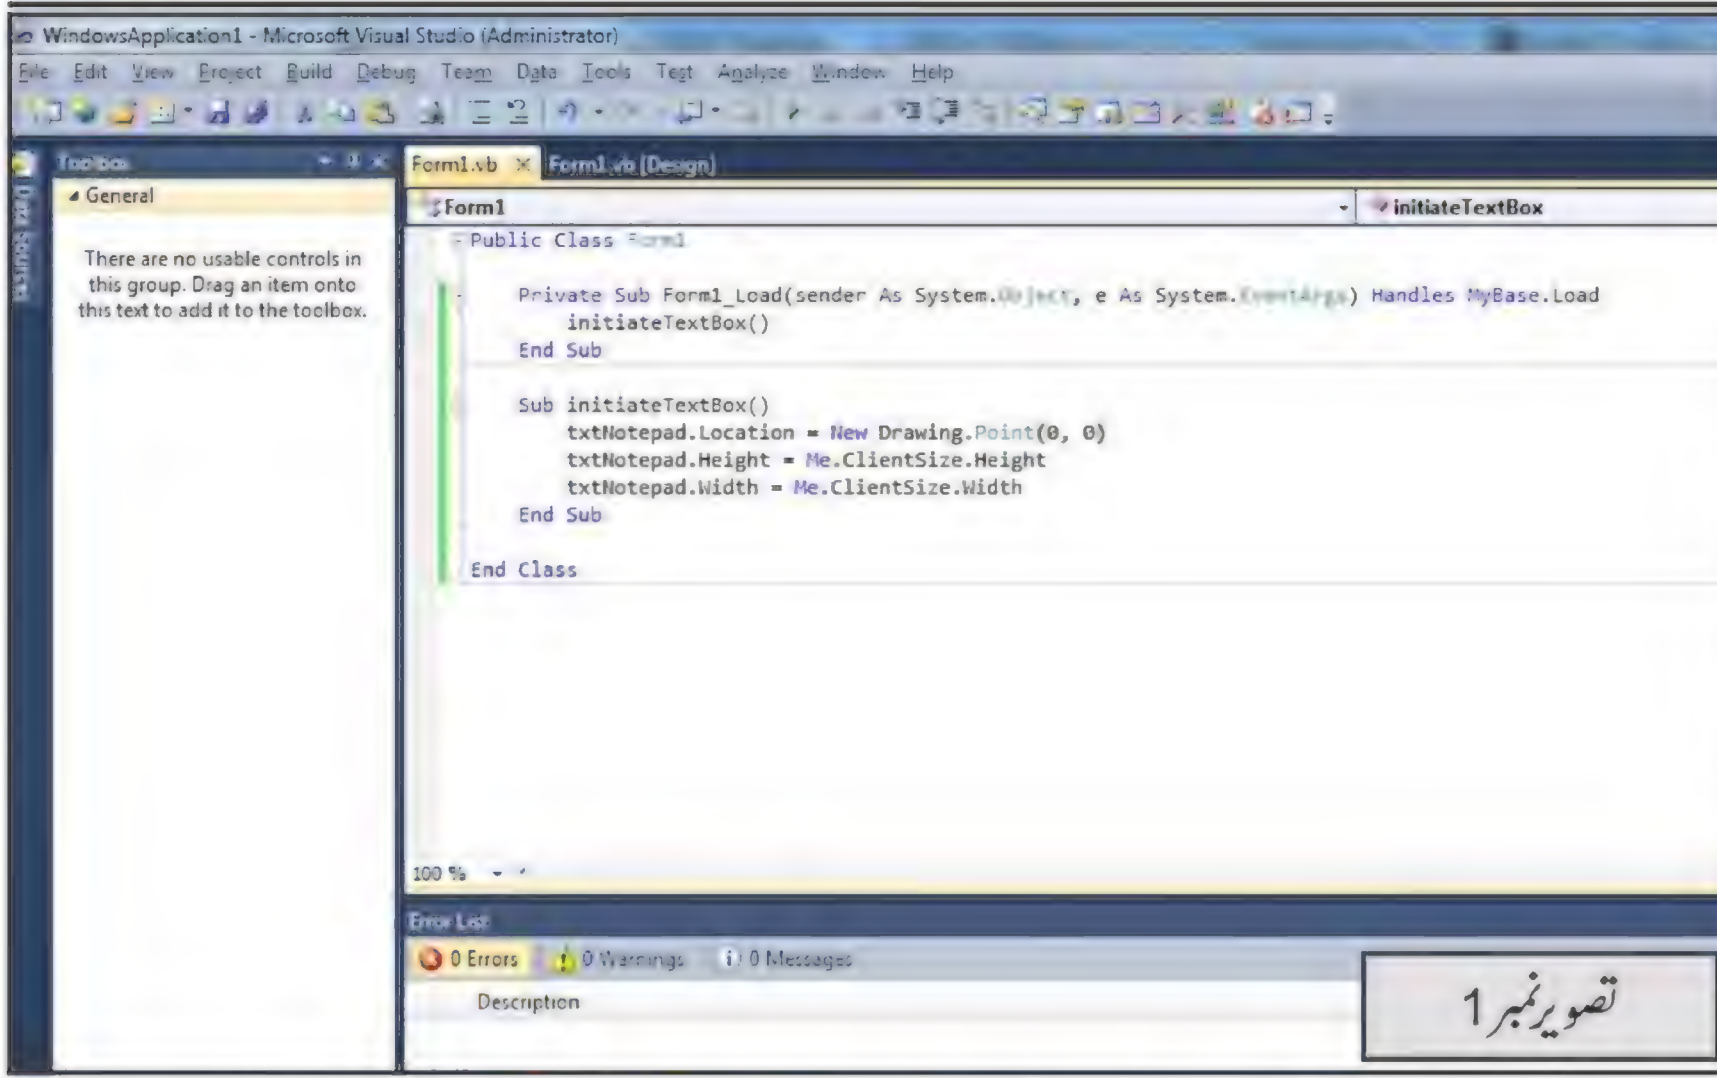 WindowsApplication1 - Microsoft Visual Studio (Administrator)
File Edit View Project Build Debug Team Data Tools Test Analyze Window Help
Toolbox
Form1.vb Form1.vb [Design]
General
Form1
initiateTextBox
There are no usable controls in
this group. Drag an item onto
this text to add it to the toolbox.
Public Class Form1
Private Sub Form1_Load(sender As System.Object, e As System.EventArgs) Handles MyBase.Load
initiateTextBox()
End Sub
Sub initiateTextBox()
txtNotepad.Location = New Drawing.Point(0, 0)
txtNotepad.Height = Me.ClientSize.Height
txtNotepad.Width = Me.ClientSize.Width
End Sub
End Class
100 %
Error List
0 Errors 0 Warnings 0 Messages
Description
تصویر نمبر 1